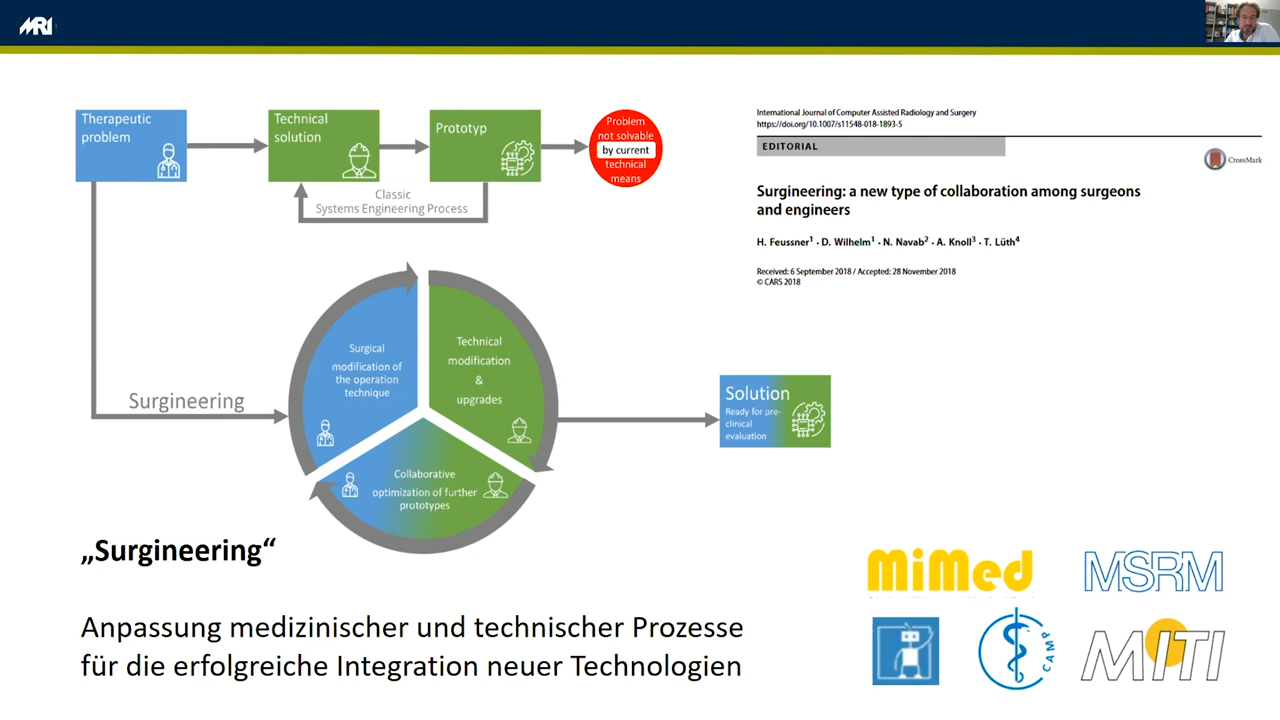 MRI
Therapeutic
problem
Technical
solution
Prototyp
Problem
not solvable
by current
technical
means
Classic
Systems Engineering Process
Surgineering
Surgical
modification of
the operation
technique
Technical
modification
&
upgrades
Collaborative
optimization of further
prototypes
Solution
Ready for pre-
clinical
evaluation
International Journal of Computer Assisted Radiology and Surgery
https://doi.org/10.1007/s11548-018-1893-5
EDITORIAL
CrossMark
Surgineering: a new type of collaboration among surgeons
and engineers
H. Feussner1 · D. Wilhelm1 · N. Navab2 · A. Knoll3 · T. Lüth4
Received: 6 September 2018 / Accepted: 28 November 2018
© CARS 2018
„Surgineering“
Anpassung medizinischer und technischer Prozesse
für die erfolgreiche Integration neuer Technologien
MiMed
MSRM
CAMP
MITI